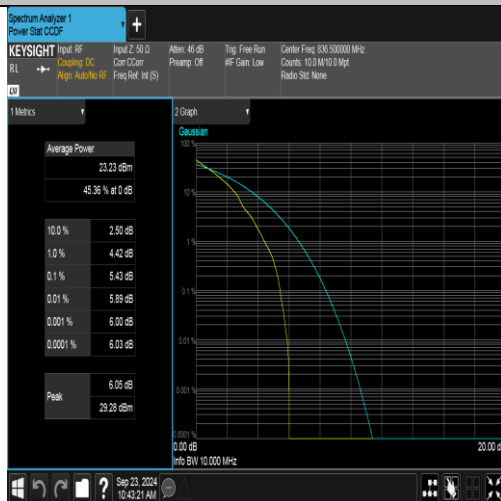 Spectrum Analyzer 1
Power Stat CCDF
KEYSIGHT
Input: RF
Coupling: DC
Align: Auto/No RF
Input Z: 50 Ω
Corr CCorr
Freq Ref: Int (S)
Atten: 46 dB
Preamp: Off
Trig: Free Run
#IF Gain: Low
Center Freq: 836.500000 MHz
Counts: 10.0 M/10.0 Mpt
Radio Std: None
R L
LXI
1 Metrics
Average Power
23.23 dBm
45.36 % at 0 dB
10.0 % 2.50 dB
1.0 % 4.42 dB
0.1 % 5.43 dB
0.01 % 5.89 dB
0.001 % 6.00 dB
0.0001 % 6.03 dB
Peak
6.05 dB
29.28 dBm
2 Graph
Gaussian
100 %
10 %
1 %
0.1 %
0.01 %
0.001 %
0.0001 %
0.00 dB
20.00 d
Info BW 10.000 MHz
Sep 23, 2024
10:43:21 AM